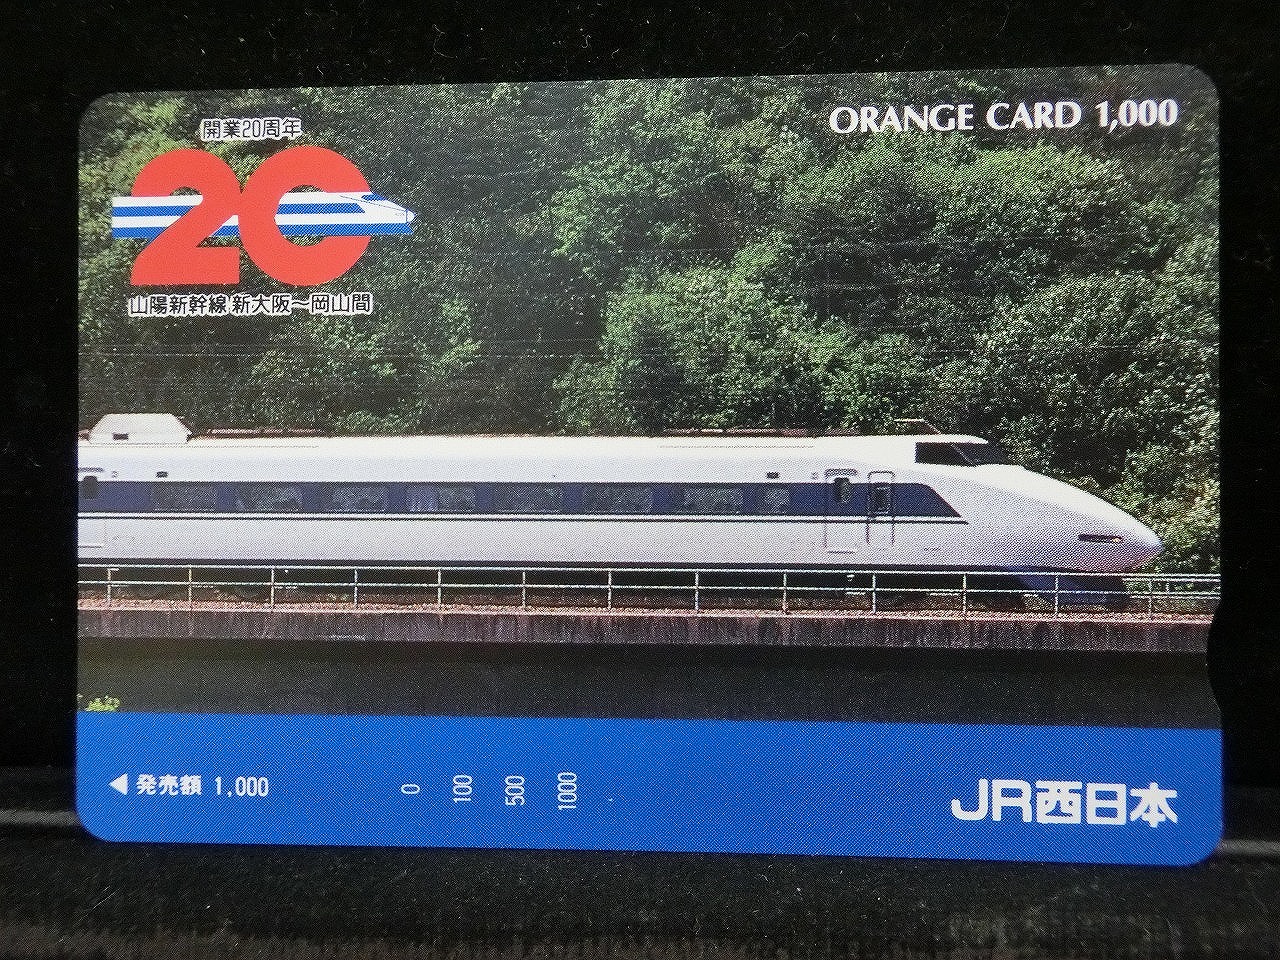 開業20周年
20
山陽新幹線 新大阪～岡山間
ORANGE CARD 1,000
◀発売額 1,000
0 100 500 1000
JR西日本